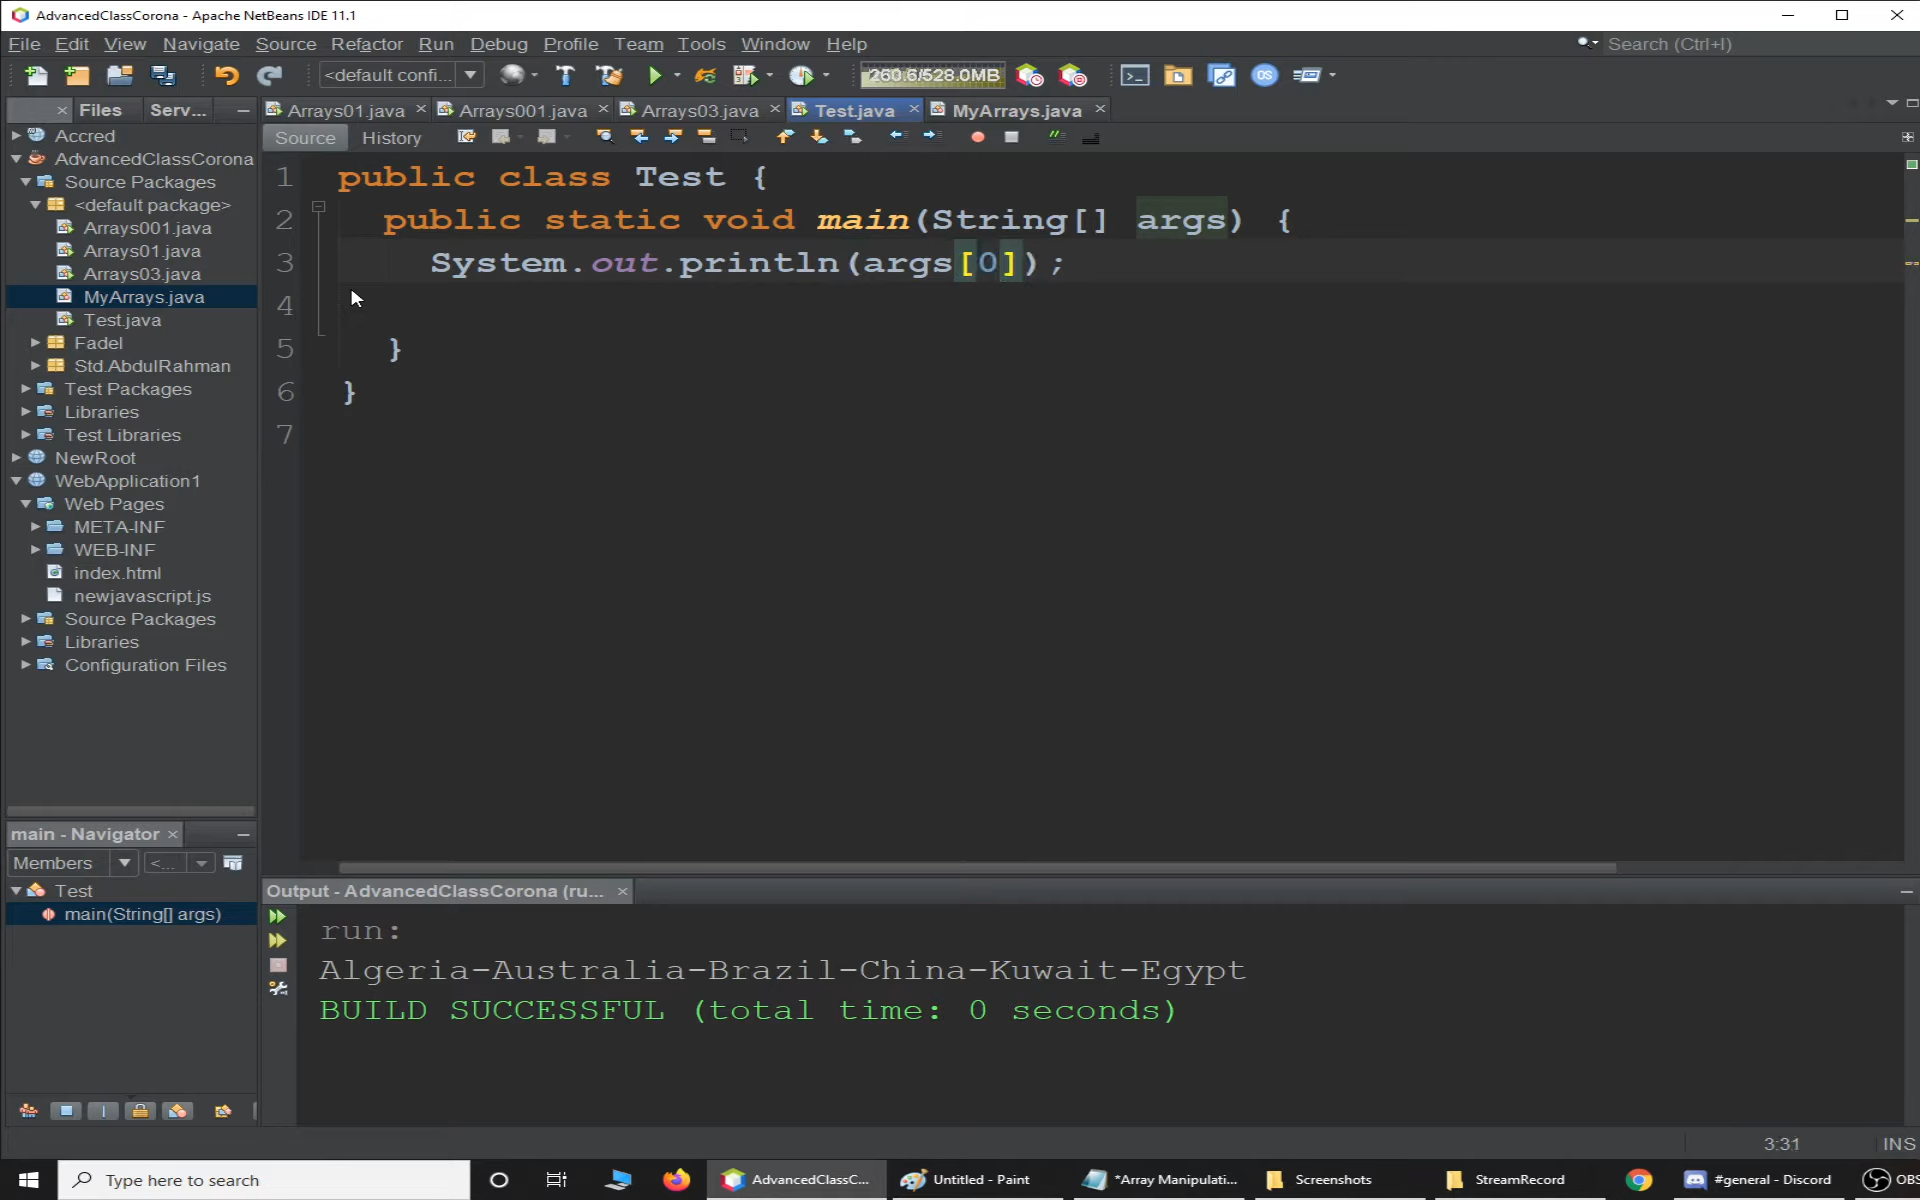 AdvancedClassCorona - Apache NetBeans IDE 11.1
File Edit View Navigate Source Refactor Run Debug Profile Team Tools Window Help
Search (Ctrl+I)
<default confi...
260.6/528.0MB
Files Serv...
Arrays01.java Arrays001.java Arrays03.java Test.java MyArrays.java
Source History
Accred
AdvancedClassCorona
Source Packages
<default package>
Arrays001.java
Arrays01.java
Arrays03.java
MyArrays.java
Test.java
Fadel
Std.AbdulRahman
Test Packages
Libraries
Test Libraries
NewRoot
WebApplication1
Web Pages
META-INF
WEB-INF
index.html
newjavascript.js
Source Packages
Libraries
Configuration Files
1 public class Test {
2 public static void main(String[] args) {
3 System.out.println(args[0]);
4
5 }
6 }
7
main - Navigator
Members <...
Test
main(String[] args)
Output - AdvancedClassCorona (ru...
run:
Algeria-Australia-Brazil-China-Kuwait-Egypt
BUILD SUCCESSFUL (total time: 0 seconds)
3:31 INS
Type here to search
AdvancedClassC...
Untitled - Paint
*Array Manipulati...
Screenshots
StreamRecord
#general - Discord
OBS